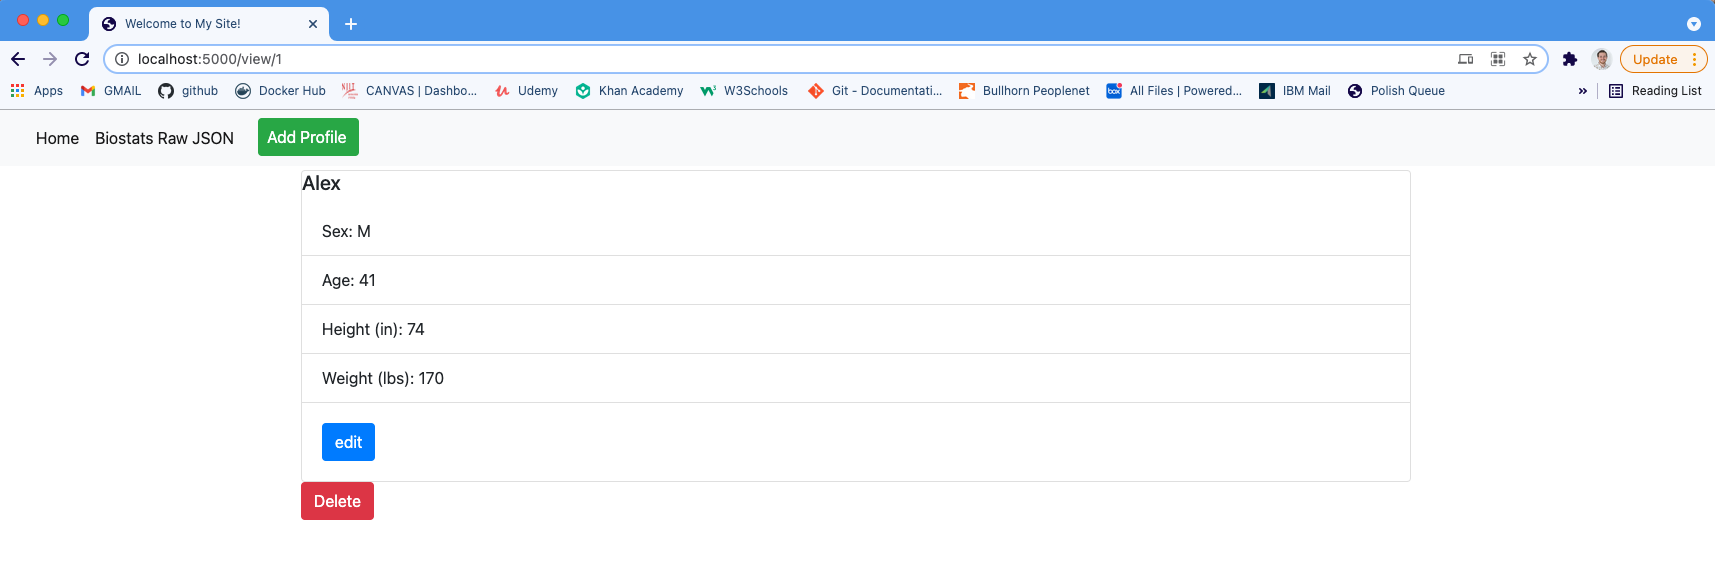 Welcome to My Site!
localhost:5000/view/1
Update
Apps GMAIL github Docker Hub CANVAS | Dashbo... Udemy Khan Academy W3Schools Git - Documentati... Bullhorn Peoplenet box All Files | Powered... IBM Mail Polish Queue » Reading List
Home Biostats Raw JSON Add Profile
Alex
Sex: M
Age: 41
Height (in): 74
Weight (lbs): 170
edit
Delete